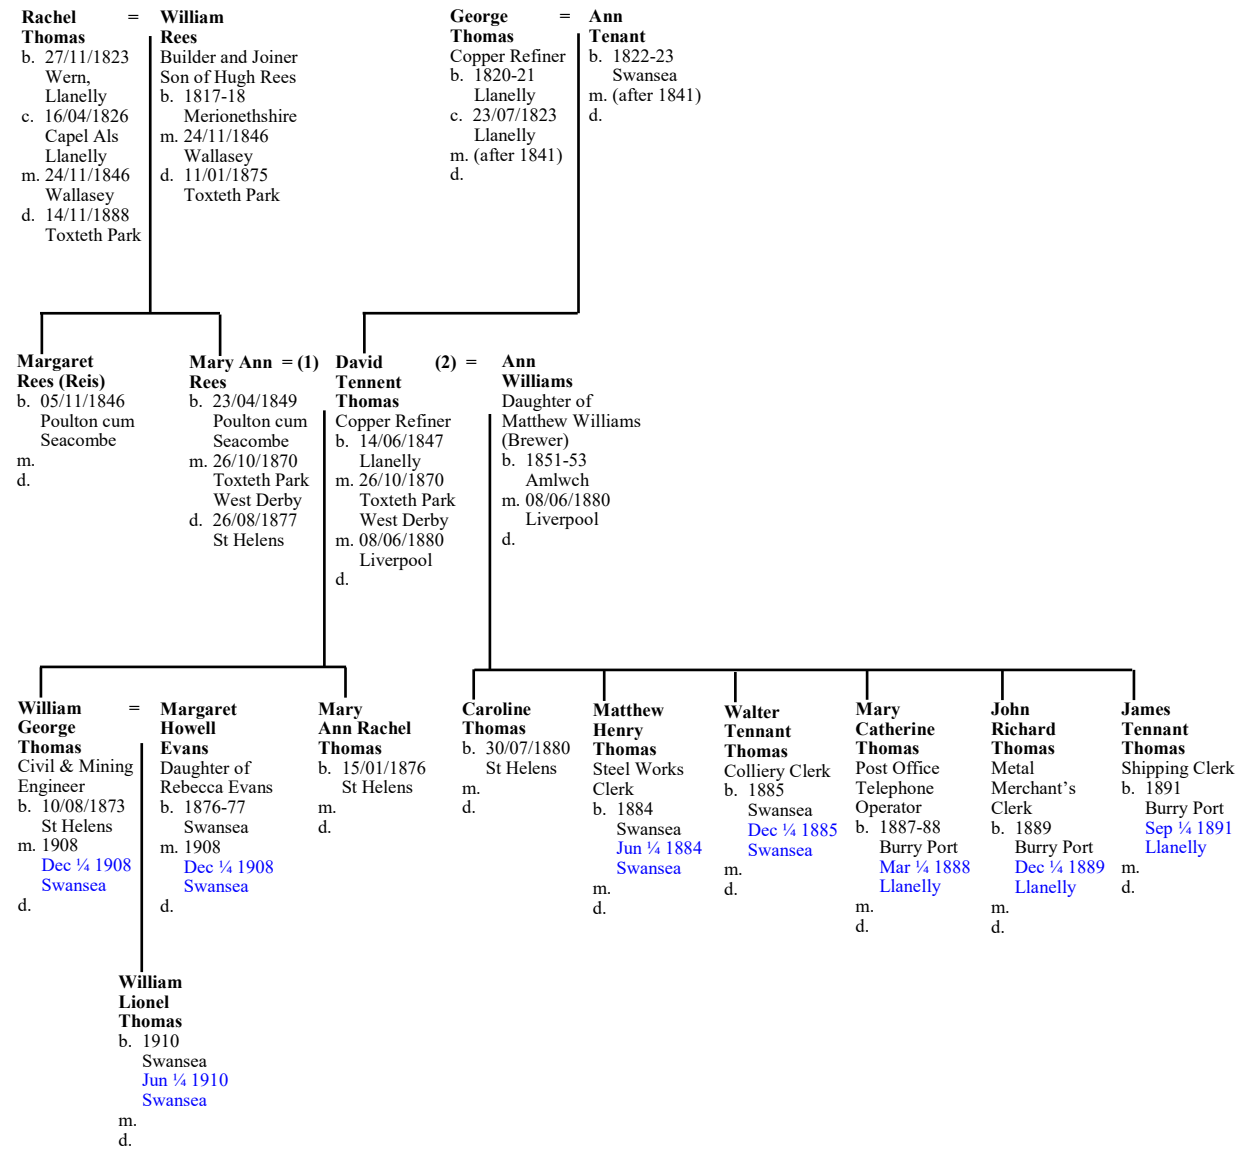 Rachel = William
Thomas Rees
b. 27/11/1823 Builder and Joiner
Wern, Son of Hugh Rees
Llanelly b. 1817-18
c. 16/04/1826 Merionethshire
Capel Als m. 24/11/1846
Llanelly Wallasey
m. 24/11/1846 d. 11/01/1875
Wallasey Toxteth Park
d. 14/11/1888
Toxteth Park
George = Ann
Thomas Tenant
Copper Refiner b. 1822-23
b. 1820-21 Swansea
Llanelly m. (after 1841)
c. 23/07/1823 d.
Llanelly
m. (after 1841)
d.
Margaret
Rees (Reis)
b. 05/11/1846
Poulton cum
Seacombe
m.
d.
Mary Ann = (1)
Rees
b. 23/04/1849
Poulton cum
Seacombe
m. 26/10/1870
Toxteth Park
West Derby
d. 26/08/1877
St Helens
David (2) =
Tennent
Thomas
Copper Refiner
b. 14/06/1847
Llanelly
m. 26/10/1870
Toxteth Park
West Derby
m. 08/06/1880
Liverpool
d.
Ann
Williams
Daughter of
Matthew Williams
(Brewer)
b. 1851-53
Amlwch
m. 08/06/1880
Liverpool
d.
William =
George
Thomas
Civil & Mining
Engineer
b. 10/08/1873
St Helens
m. 1908
Dec ¼ 1908
Swansea
d.
Margaret
Howell
Evans
Daughter of
Rebecca Evans
b. 1876-77
Swansea
m. 1908
Dec ¼ 1908
Swansea
d.
Mary
Ann Rachel
Thomas
b. 15/01/1876
St Helens
m.
d.
Caroline
Thomas
b. 30/07/1880
St Helens
m.
d.
Matthew
Henry
Thomas
Steel Works
Clerk
b. 1884
Swansea
Jun ¼ 1884
Swansea
m.
d.
Walter
Tennant
Thomas
Colliery Clerk
b. 1885
Swansea
Dec ¼ 1885
Swansea
m.
d.
Mary
Catherine
Thomas
Post Office
Telephone
Operator
b. 1887-88
Burry Port
Mar ¼ 1888
Llanelly
m.
d.
John
Richard
Thomas
Metal
Merchant’s
Clerk
b. 1889
Burry Port
Dec ¼ 1889
Llanelly
m.
d.
James
Tennant
Thomas
Shipping Clerk
b. 1891
Burry Port
Sep ¼ 1891
Llanelly
m.
d.
William
Lionel
Thomas
b. 1910
Swansea
Jun ¼ 1910
Swansea
m.
d.